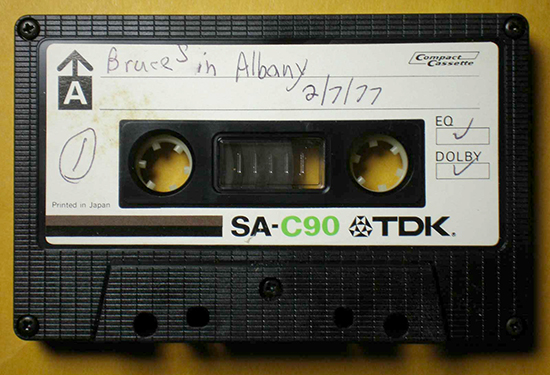 Bruce S in Albany
Compact Cassette
A
2/7/77
EQ
1
DOLBY
Printed in Japan
SA-C90 TDK.